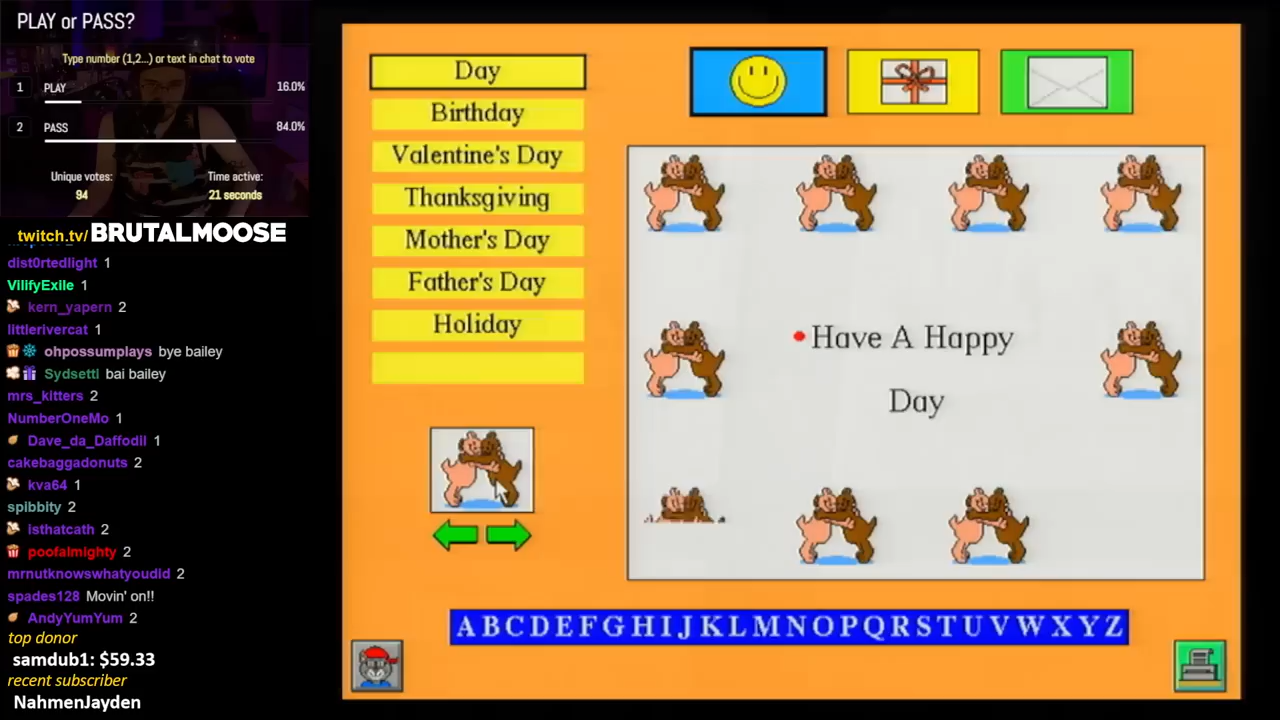 PLAY or PASS?
Type number (1,2...) or text in chat to vote
1 PLAY 16.0%
2 PASS 84.0%
Unique votes: 94
Time active: 21 seconds
twitch.tv/BRUTALMOOSE
dist0rtedlight 1
VilifyExile 1
kern_yapern 2
littlerivercat 1
ohpossumplays bye bailey
Sydsetti bai bailey
mrs_kitters 2
NumberOneMo 1
Dave_da_Daffodil 1
cakebaggadonuts 2
kva64 1
spibbity 2
isthatcath 2
poofalmighty 2
mrnutknowswhatyoudid 2
spades128 Movin' on!!
AndyYumYum 2
top donor
samdub1: $59.33
recent subscriber
NahmenJayden
Day
Birthday
Valentine's Day
Thanksgiving
Mother's Day
Father's Day
Holiday
Have A Happy
Day
A B C D E F G H I J K L M N O P Q R S T U V W X Y Z